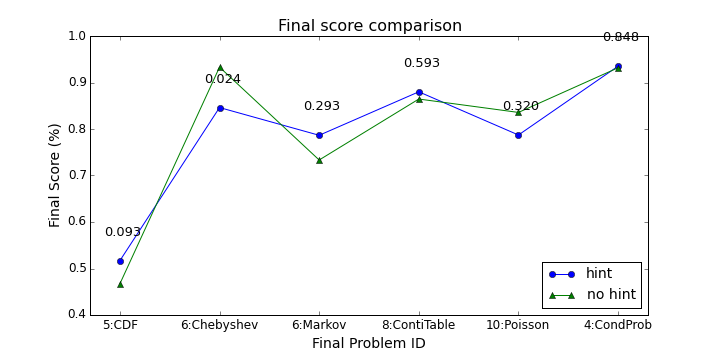 Final score comparison
1.0
0.9
0.8
0.7
0.6
0.5
0.4
Final Score (%)
0.093
0.024
0.293
0.593
0.320
0.848
hint
no hint
5:CDF
6:Chebyshev
6:Markov
8:ContiTable
10:Poisson
4:CondProb
Final Problem ID